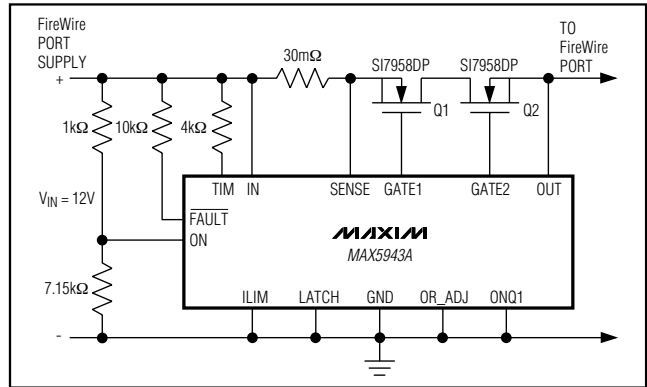 FireWire
PORT
SUPPLY
+
30mΩ
SI7958DP
SI7958DP
TO
FireWire
PORT
Q1
Q2
1kΩ
10kΩ
4kΩ
TIM
IN
SENSE
GATE1
GATE2
OUT
VIN = 12V
FAULT
ON
MAXIM
MAX5943A
7.15kΩ
ILIM
LATCH
GND
OR_ADJ
ONQ1
-